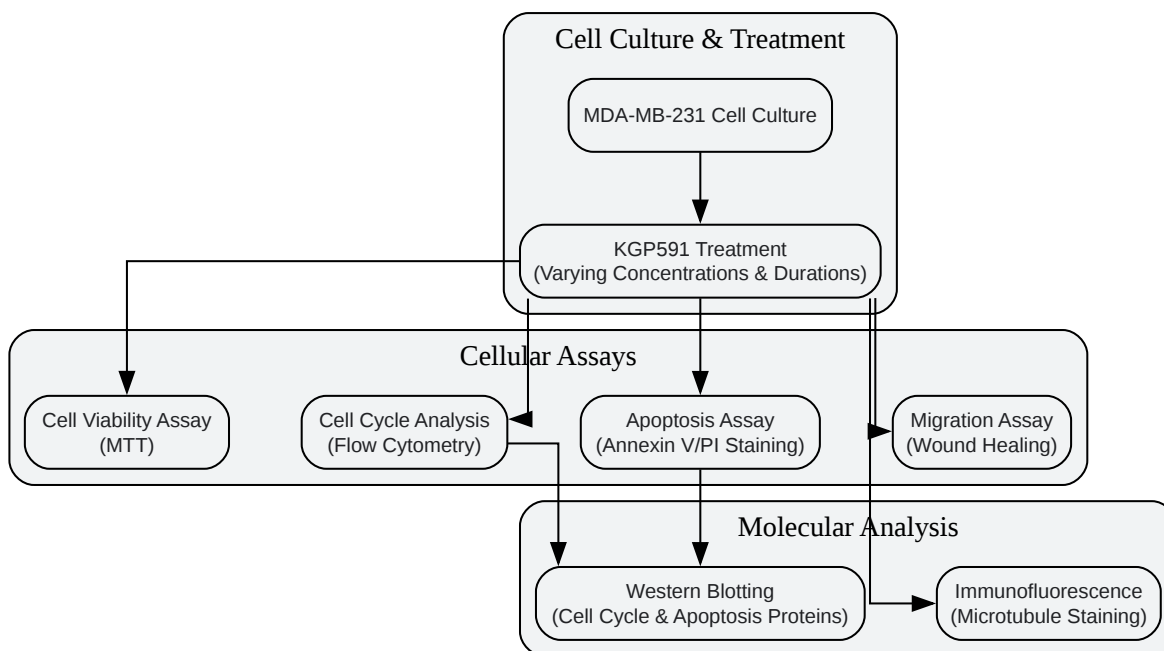 Cell Culture & Treatment
MDA-MB-231 Cell Culture
KGP591 Treatment
(Varying Concentrations & Durations)
Cellular Assays
Cell Viability Assay
(MTT)
Cell Cycle Analysis
(Flow Cytometry)
Apoptosis Assay
(Annexin V/PI Staining)
Migration Assay
(Wound Healing)
Molecular Analysis
Western Blotting
(Cell Cycle & Apoptosis Proteins)
Immunofluorescence
(Microtubule Staining)